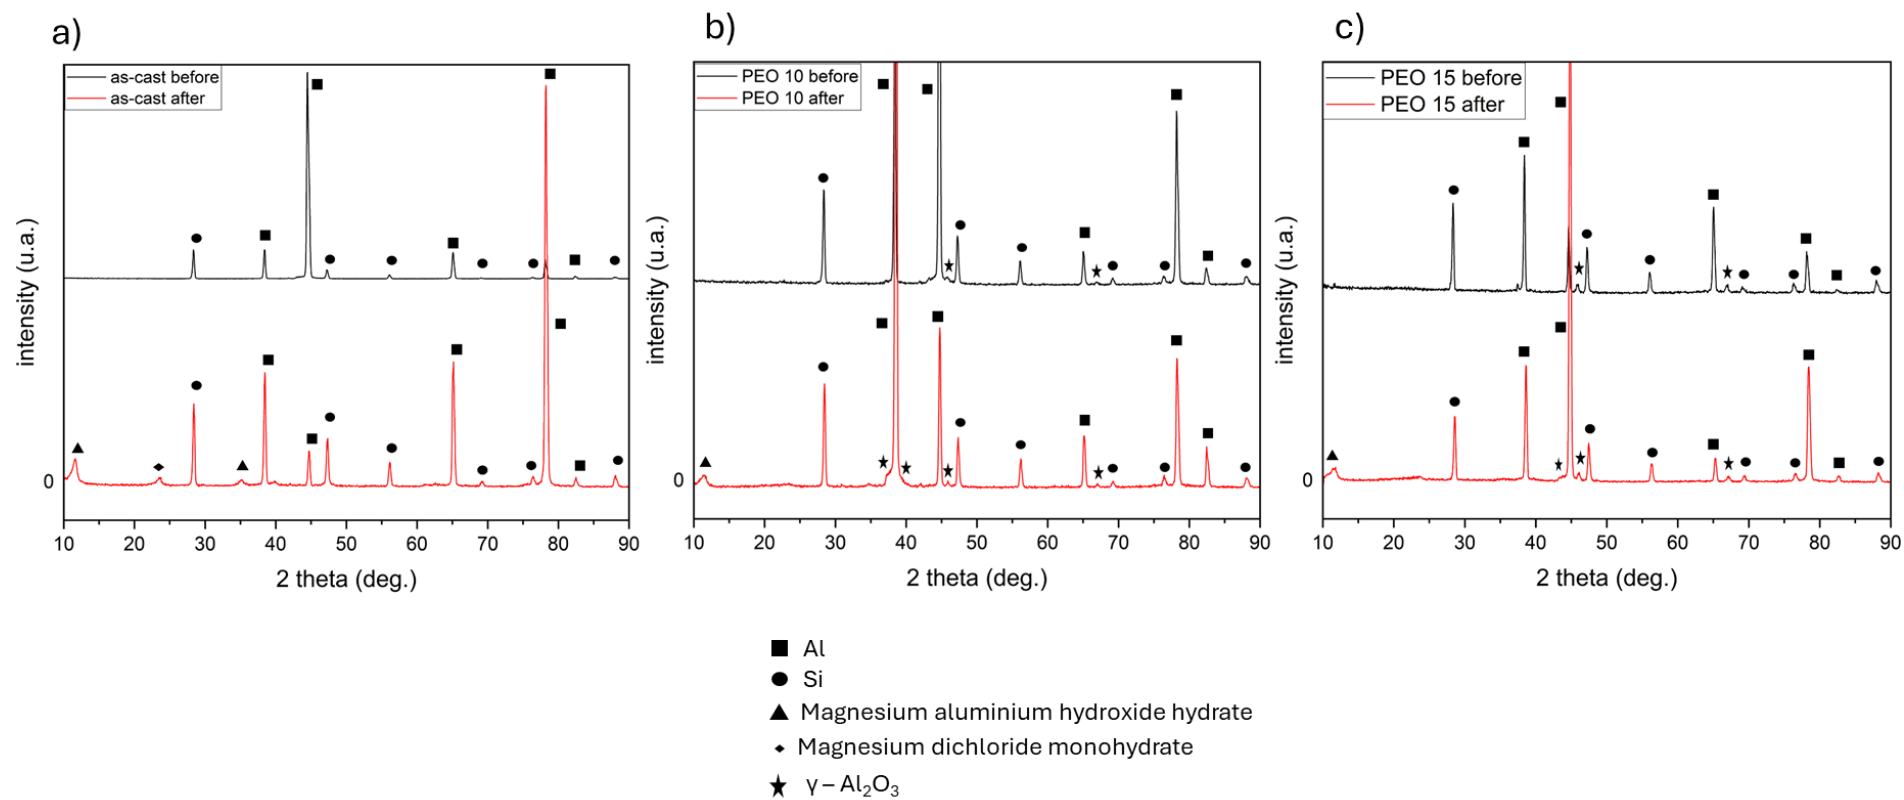 a)
as-cast before
as-cast after
intensity (u.a.)
0
10 20 30 40 50 60 70 80 90
2 theta (deg.)
b)
PEO 10 before
PEO 10 after
intensity (u.a.)
0
10 20 30 40 50 60 70 80 90
2 theta (deg.)
c)
PEO 15 before
PEO 15 after
intensity (u.a.)
0
10 20 30 40 50 60 70 80 90
2 theta (deg.)
Al
Si
Magnesium aluminium hydroxide hydrate
Magnesium dichloride monohydrate
γ – Al₂O₃